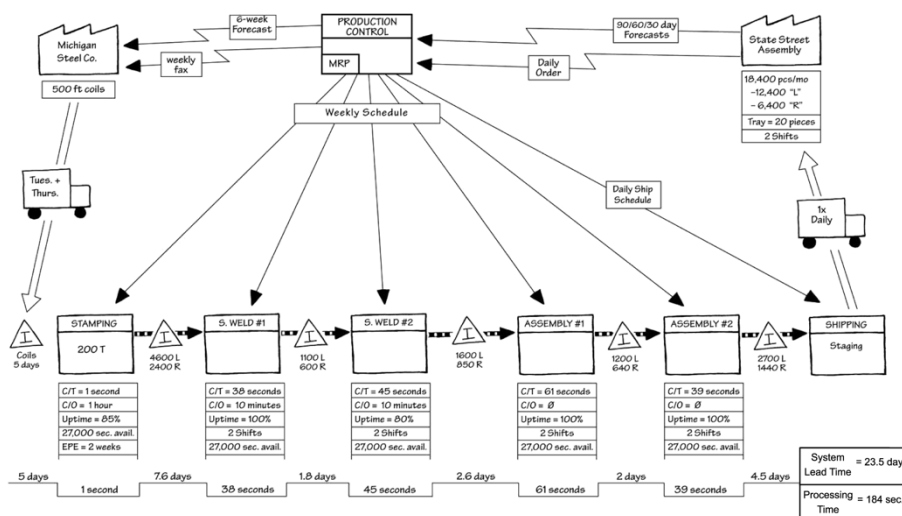 6-week
Forecast
PRODUCTION
CONTROL
90/60/30 day
Forecasts
Michigan
Steel Co.
State Street
Assembly
weekly
fax
MRP
Daily
Order
500 ft coils
18,400 pcs/mo
-12,400 "L"
- 6,400 "R"
Tray = 20 pieces
2 Shifts
Weekly Schedule
Tues. +
Thurs.
Daily Ship
Schedule
1x
Daily
STAMPING
S. WELD #1
S. WELD #2
ASSEMBLY #1
ASSEMBLY #2
SHIPPING
I
I
I
I
I
I
200 T
Staging
Coils
5 days
4600 L
2400 R
1100 L
600 R
1600 L
850 R
1200 L
640 R
2700 L
1440 R
C/T = 1 second
C/O = 1 hour
Uptime = 85%
27,000 sec. avail.
EPE = 2 weeks
C/T = 38 seconds
C/O = 10 minutes
Uptime = 100%
2 Shifts
27,000 sec. avail.
C/T = 45 seconds
C/O = 10 minutes
Uptime = 80%
2 Shifts
27,000 sec. avail.
C/T = 61 seconds
C/O = Ø
Uptime = 100%
2 Shifts
27,000 sec. avail.
C/T = 39 seconds
C/O = Ø
Uptime = 100%
2 Shifts
27,000 sec. avail.
5 days
7.6 days
1.8 days
2.6 days
2 days
4.5 days
1 second
38 seconds
45 seconds
61 seconds
39 seconds
System
Lead Time = 23.5 day
Processing
Time = 184 sec.